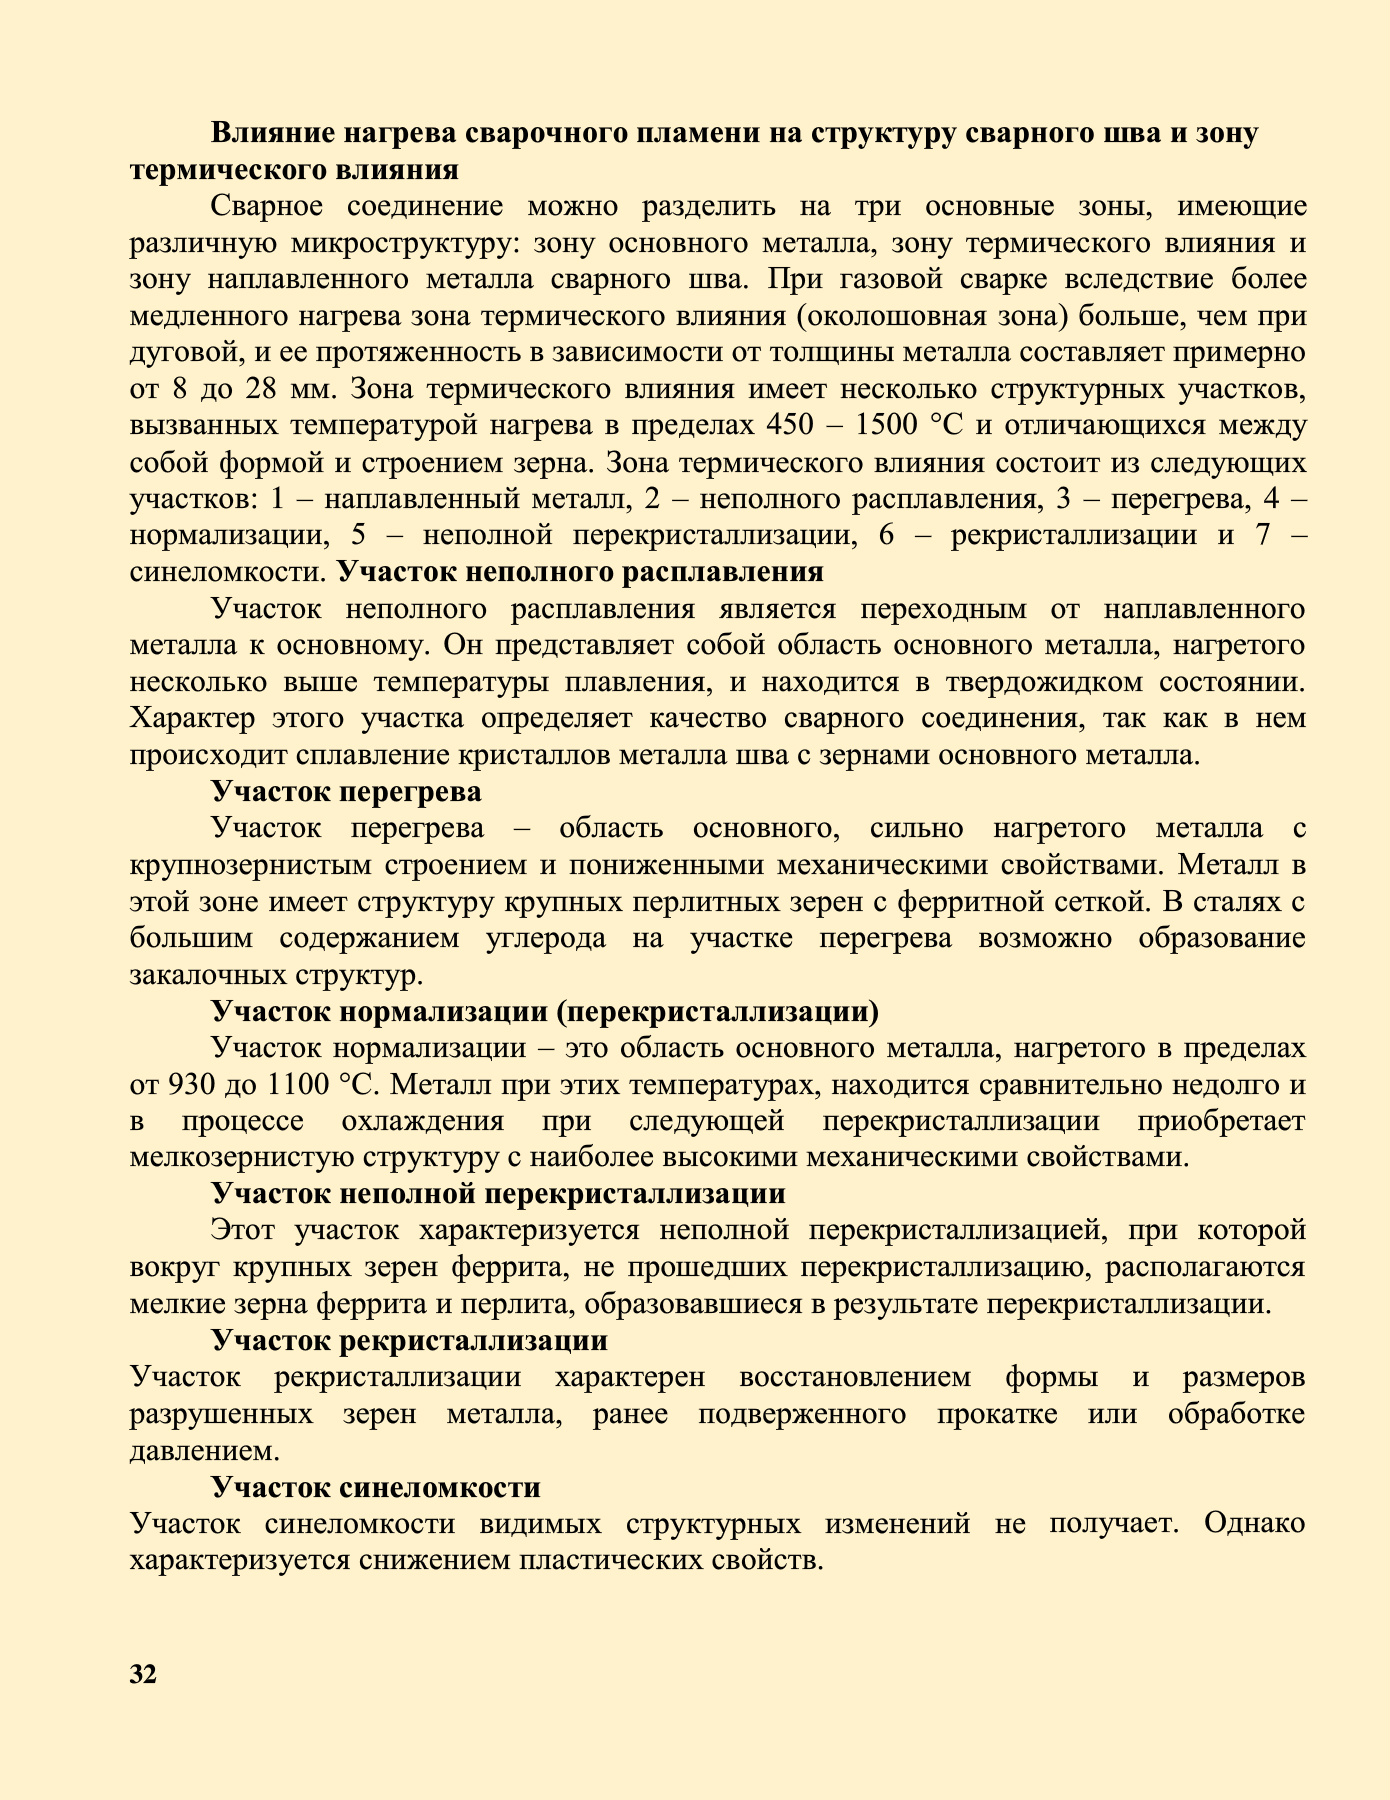 Влияние нагрева сварочного пламени на структуру сварного шва и зону
термического влияния
Сварное соединение можно разделить на три основные зоны, имеющие
различную микроструктуру: зону основного металла, зону термического влияния и
зону наплавленного металла сварного шва. При газовой сварке вследствие более
медленного нагрева зона термического влияния (околошовная зона) больше, чем при
дуговой, и ее протяженность в зависимости от толщины металла составляет примерно
от 8 до 28 мм. Зона термического влияния имеет несколько структурных участков,
вызванных температурой нагрева в пределах 450 – 1500 °С и отличающихся между
собой формой и строением зерна. Зона термического влияния состоит из следующих
участков: 1 – наплавленный металл, 2 – неполного расплавления, 3 – перегрева, 4 –
нормализации, 5 – неполной перекристаллизации, 6 – рекристаллизации и 7 –
синеломкости. Участок неполного расплавления
Участок неполного расплавления является переходным от наплавленного
металла к основному. Он представляет собой область основного металла, нагретого
несколько выше температуры плавления, и находится в твердожидком состоянии.
Характер этого участка определяет качество сварного соединения, так как в нем
происходит сплавление кристаллов металла шва с зернами основного металла.
Участок перегрева
Участок перегрева – область основного, сильно нагретого металла с
крупнозернистым строением и пониженными механическими свойствами. Металл в
этой зоне имеет структуру крупных перлитных зерен с ферритной сеткой. В сталях с
большим содержанием углерода на участке перегрева возможно образование
закалочных структур.
Участок нормализации (перекристаллизации)
Участок нормализации – это область основного металла, нагретого в пределах
от 930 до 1100 °С. Металл при этих температурах, находится сравнительно недолго и
в процессе охлаждения при следующей перекристаллизации приобретает
мелкозернистую структуру с наиболее высокими механическими свойствами.
Участок неполной перекристаллизации
Этот участок характеризуется неполной перекристаллизацией, при которой
вокруг крупных зерен феррита, не прошедших перекристаллизацию, располагаются
мелкие зерна феррита и перлита, образовавшиеся в результате перекристаллизации.
Участок рекристаллизации
Участок рекристаллизации характерен восстановлением формы и размеров
разрушенных зерен металла, ранее подверженного прокатке или обработке
давлением.
Участок синеломкости
Участок синеломкости видимых структурных изменений не получает. Однако
характеризуется снижением пластических свойств.
32